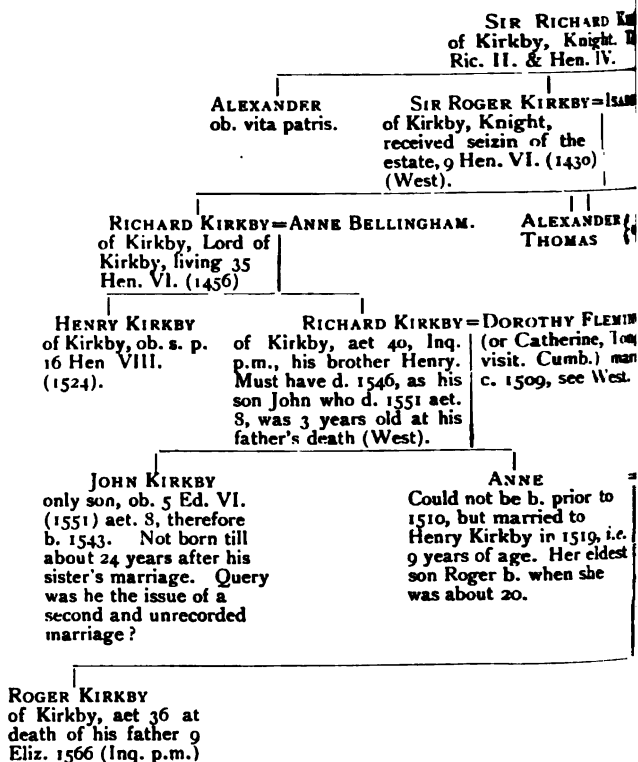 SIR RICHARD
of Kirkby, Knight.
Ric. II. & Hen. IV.
ALEXANDER
ob. vita patris.
SIR ROGER KIRKBY=
of Kirkby, Knight,
received seizin of the
estate, 9 Hen. VI. (1430)
(West).
RICHARD KIRKBY=ANNE BELLINGHAM.
of Kirkby, Lord of
Kirkby, living 35
Hen. VI. (1456)
ALEXANDER
THOMAS
HENRY KIRKBY
of Kirkby, ob. s. p.
16 Hen VIII.
(1524).
RICHARD KIRKBY=
of Kirkby, aet 40, Inq.
p.m., his brother Henry.
Must have d. 1546, as his
son John who d. 1551 aet.
8, was 3 years old at his
father's death (West).
DOROTHY
(or Catherine,
visit. Cumb.)
c. 1509, see West.
JOHN KIRKBY
only son, ob. 5 Ed. VI.
(1551) aet. 8, therefore
b. 1543. Not born till
about 24 years after his
sister's marriage. Query
was he the issue of a
second and unrecorded
marriage?
ANNE =
Could not be b. prior to
1510, but married to
Henry Kirkby in 1519, i.e.
9 years of age. Her eldest
son Roger b. when she
was about 20.
ROGER KIRKBY
of Kirkby, aet 36 at
death of his father 9
Eliz. 1566 (Inq. p.m.)